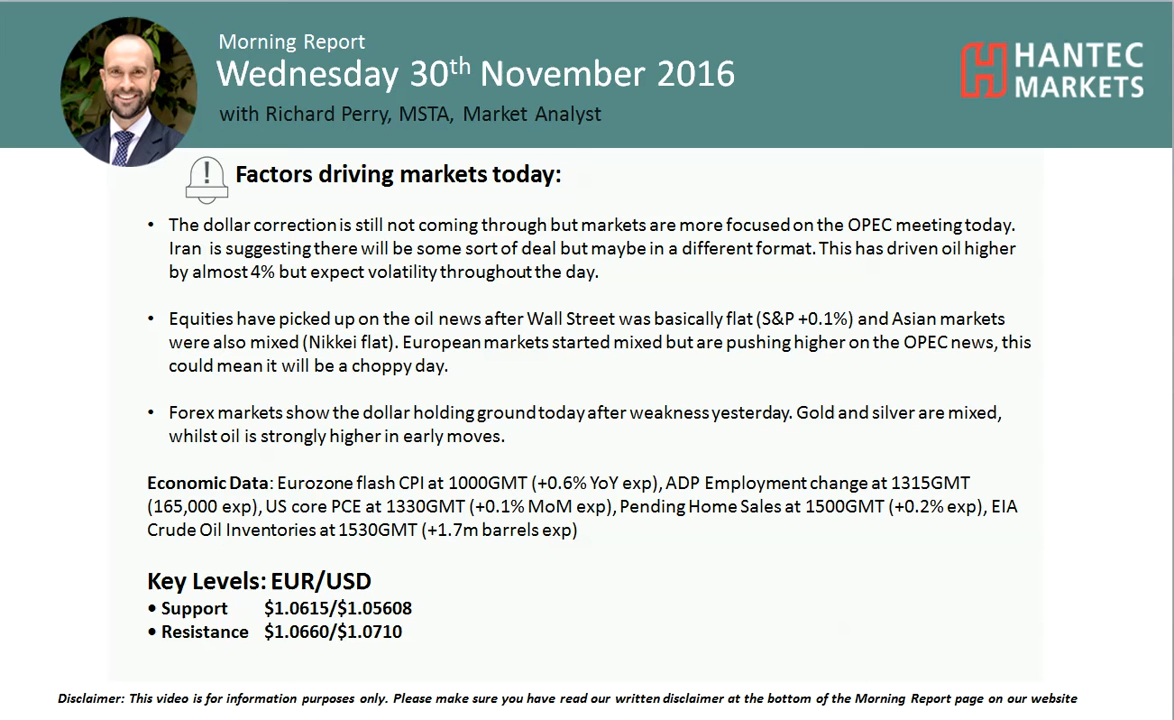 Morning Report
Wednesday 30th November 2016
with Richard Perry, MSTA, Market Analyst
HANTEC
MARKETS
Factors driving markets today:
• The dollar correction is still not coming through but markets are more focused on the OPEC meeting today.
Iran is suggesting there will be some sort of deal but maybe in a different format. This has driven oil higher
by almost 4% but expect volatility throughout the day.
• Equities have picked up on the oil news after Wall Street was basically flat (S&P +0.1%) and Asian markets
were also mixed (Nikkei flat). European markets started mixed but are pushing higher on the OPEC news, this
could mean it will be a choppy day.
• Forex markets show the dollar holding ground today after weakness yesterday. Gold and silver are mixed,
whilst oil is strongly higher in early moves.
Economic Data: Eurozone flash CPI at 1000GMT (+0.6% YoY exp), ADP Employment change at 1315GMT
(165,000 exp), US core PCE at 1330GMT (+0.1% MoM exp), Pending Home Sales at 1500GMT (+0.2% exp), EIA
Crude Oil Inventories at 1530GMT (+1.7m barrels exp)
Key Levels: EUR/USD
• Support $1.0615/$1.05608
• Resistance $1.0660/$1.0710
Disclaimer: This video is for information purposes only. Please make sure you have read our written disclaimer at the bottom of the Morning Report page on our website